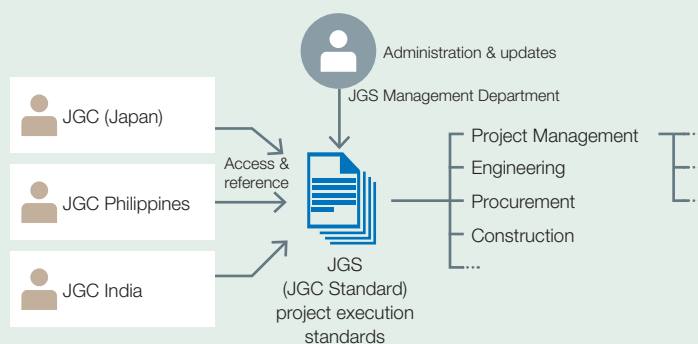 Administration & updates
JGS Management Department
JGC (Japan)
JGC Philippines
JGC India
Access &
reference
JGS
(JGC Standard)
project execution
standards
Project Management
Engineering
Procurement
Construction